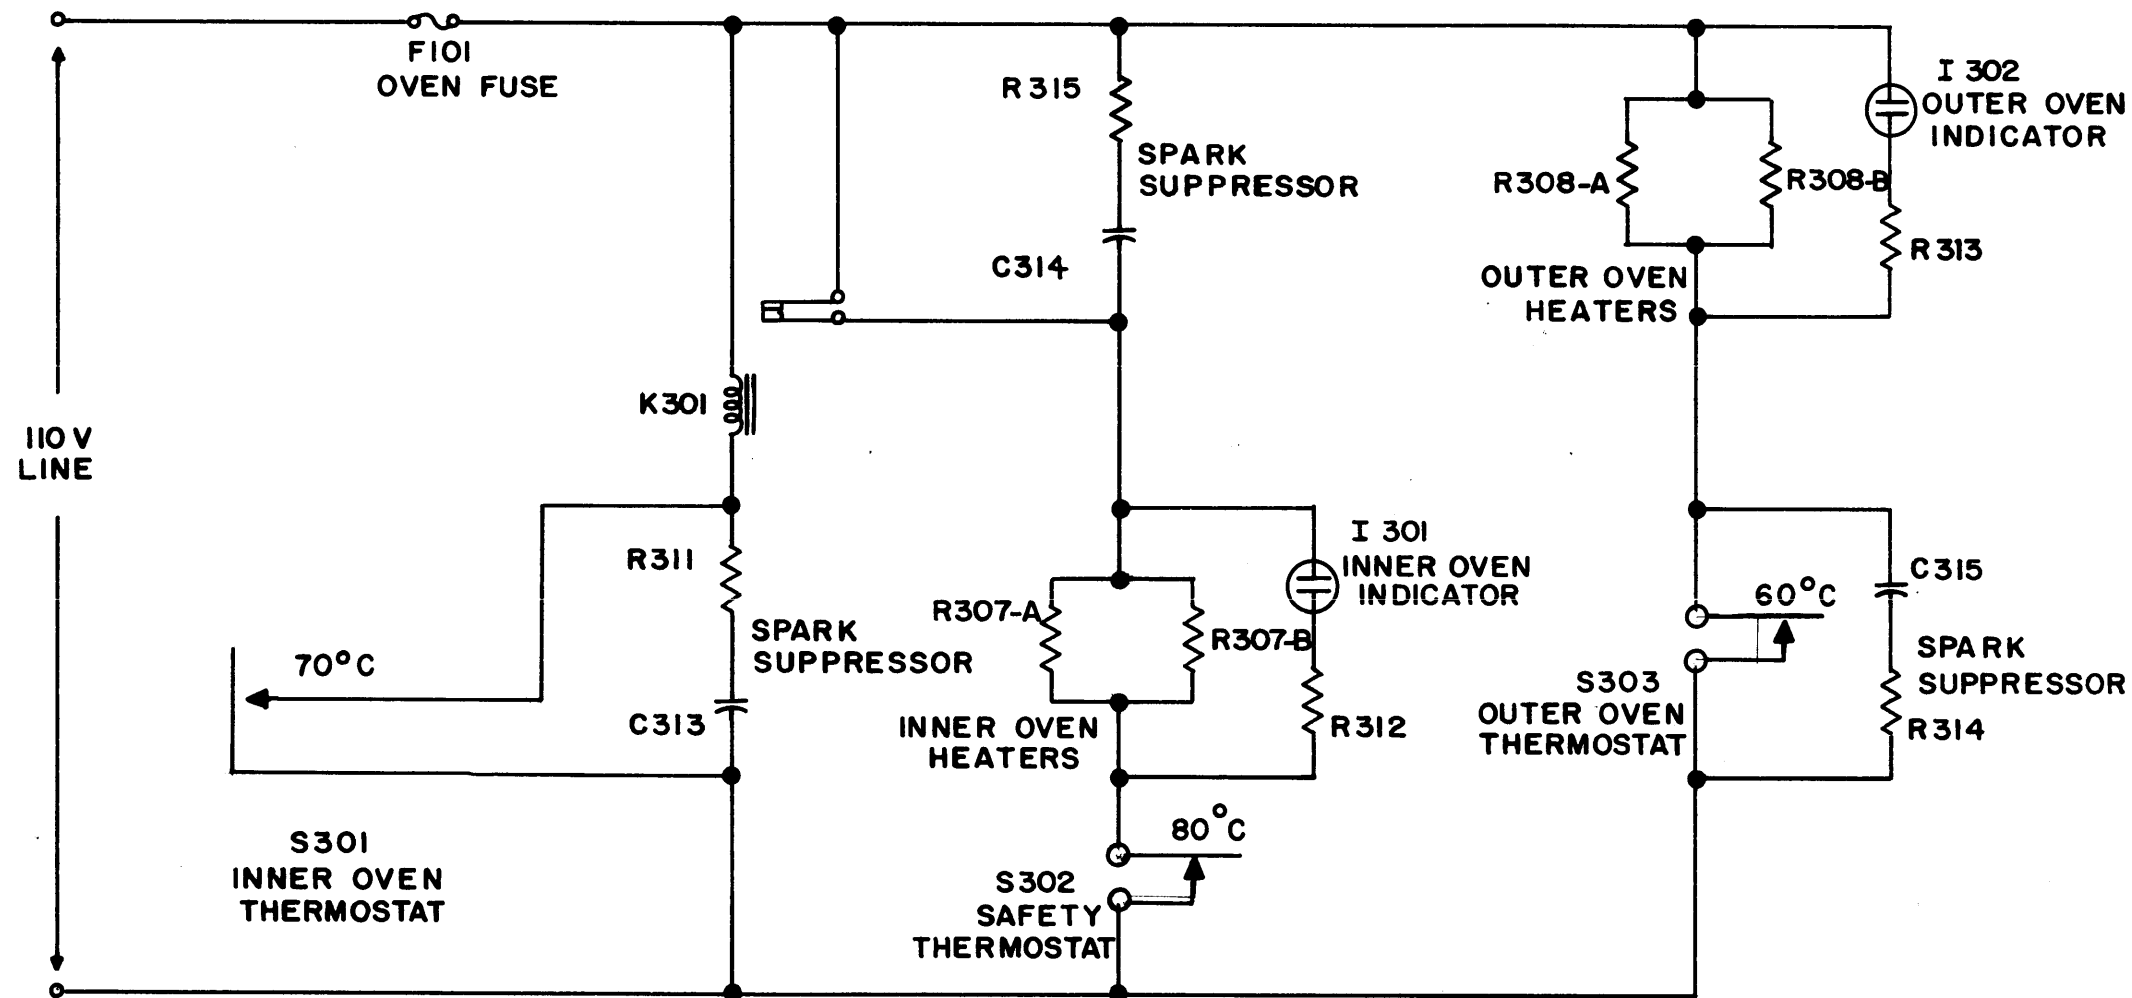 F101
OVEN FUSE
110 V
LINE
K301
R311
SPARK
SUPPRESSOR
C313
70°C
S301
INNER OVEN
THERMOSTAT
R315
SPARK
SUPPRESSOR
C314
R307-A
R307-B
INNER OVEN
HEATERS
I 301
INNER OVEN
INDICATOR
R312
80°C
S302
SAFETY
THERMOSTAT
I 302
OUTER OVEN
INDICATOR
R308-A
R308-B
R313
OUTER OVEN
HEATERS
60°C
C315
SPARK
SUPPRESSOR
R314
S303
OUTER OVEN
THERMOSTAT